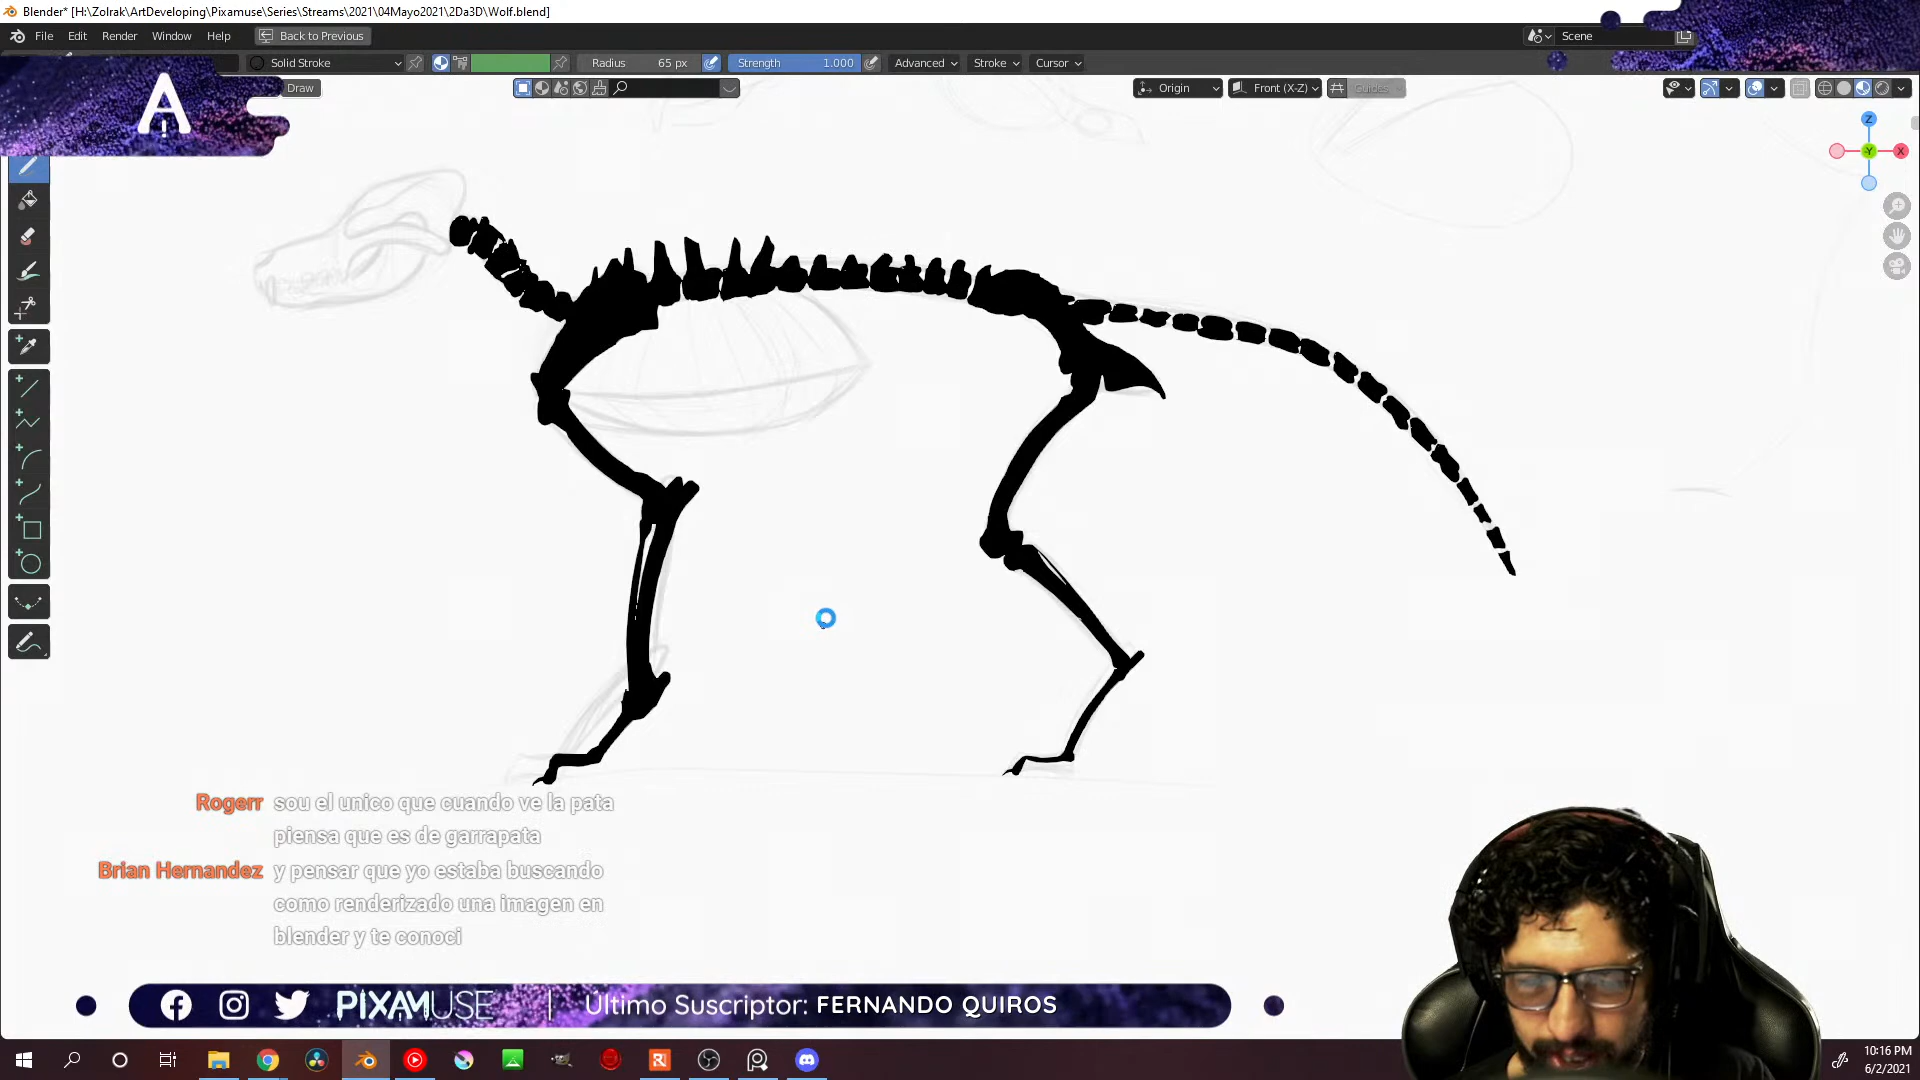 Blender* [H:\Zolrak\ArtDeveloping\Pixamuse\Series\Streams\2021\04Mayo2021\2Da3D\Wolf.blend]
File Edit Render Window Help Back to Previous Scene
Solid Stroke Radius 65 px Strength 1.000 Advanced Stroke Cursor
Draw Origin Front (X-Z) Guides
A
Z
Y X
Rogerr sou el unico que cuando ve la pata
piensa que es de garrapata
Brian Hernandez y pensar que yo estaba buscando
como renderizado una imagen en
blender y te conoci
PIXAMUSE | Último Suscriptor: FERNANDO QUIROS
10:16 PM
6/2/2021